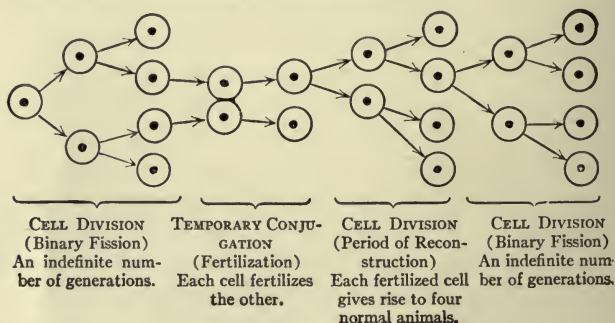 CELL DIVISION
(Binary Fission)
An indefinite num-
ber of generations.
TEMPORARY CONJU-
GATION
(Fertilization)
Each cell fertilizes
the other.
CELL DIVISION
(Period of Recon-
struction)
Each fertilized cell
gives rise to four
normal animals.
CELL DIVISION
(Binary Fission)
An indefinite num-
ber of generations.